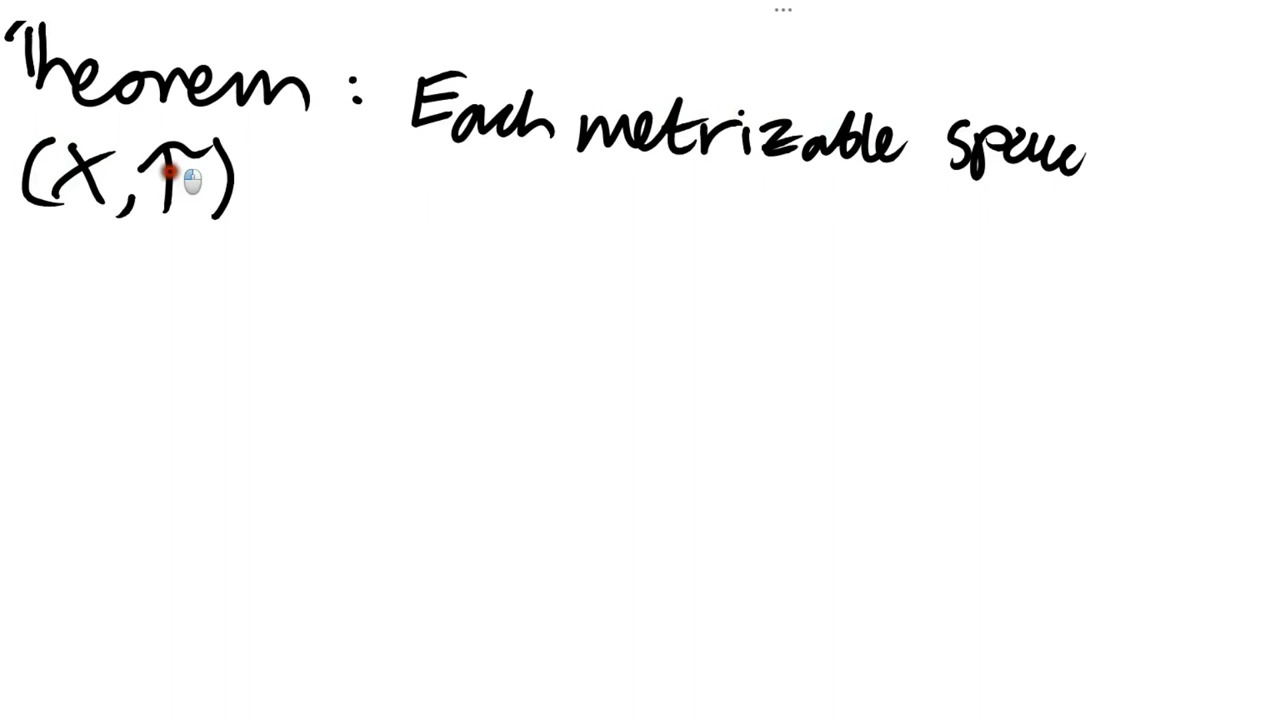 Theorem : Each metrizable space
(X, τ)